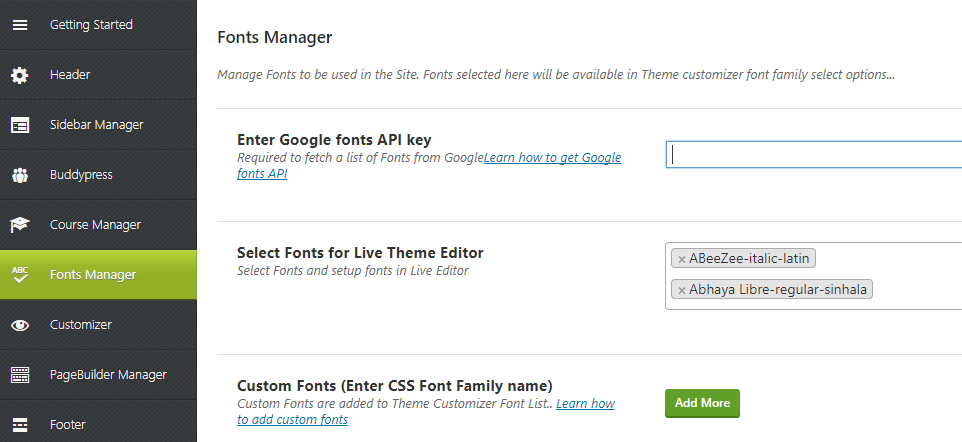 Getting Started
Header
Sidebar Manager
Buddypress
Course Manager
ABC
Fonts Manager
Customizer
PageBuilder Manager
Footer
Fonts Manager
Manage Fonts to be used in the Site. Fonts selected here will be available in Theme customizer font family select options...
Enter Google fonts API key
Required to fetch a list of Fonts from GoogleLearn how to get Google
fonts API
Select Fonts for Live Theme Editor
Select Fonts and setup fonts in Live Editor
× ABeeZee-italic-latin
× Abhaya Libre-regular-sinhala
Custom Fonts (Enter CSS Font Family name)
Custom Fonts are added to Theme Customizer Font List.. Learn how
to add custom fonts
Add More